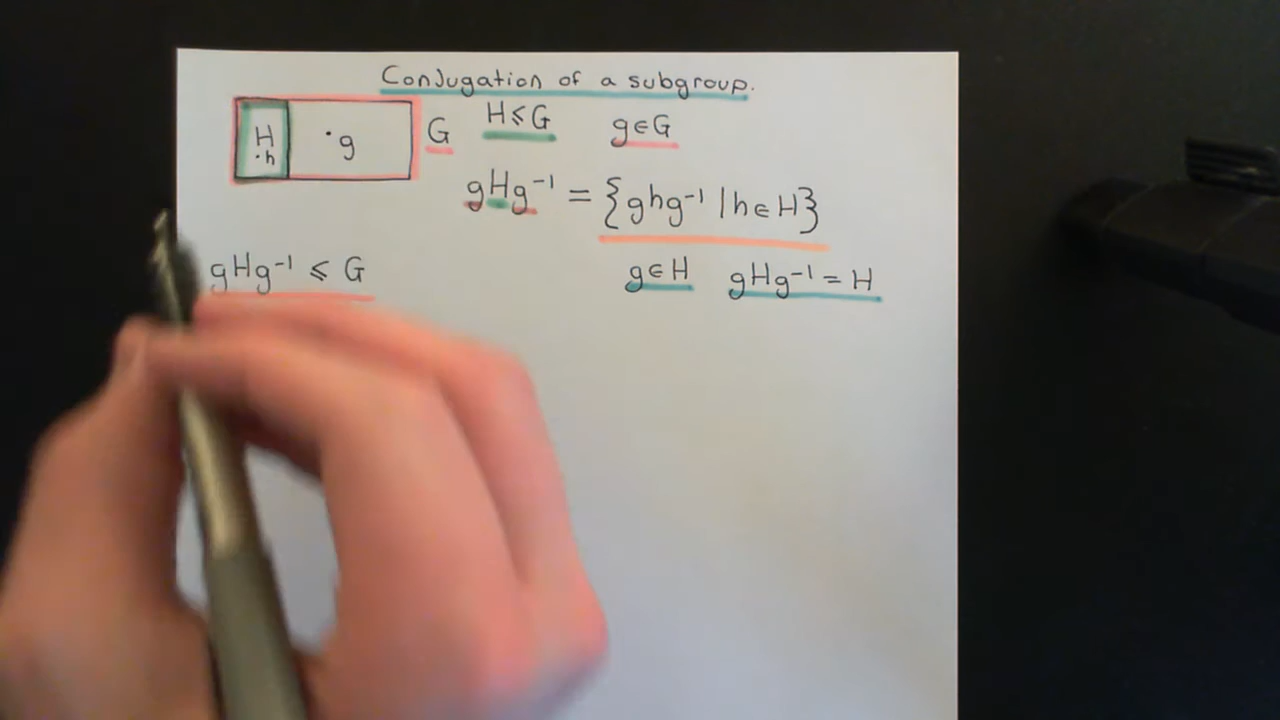 Conjugation of a subgroup.
H
·h
·g
G H≤G g∈G
gHg⁻¹ = {ghg⁻¹ | h∈H}
gHg⁻¹ ≤ G g∈H gHg⁻¹ = H